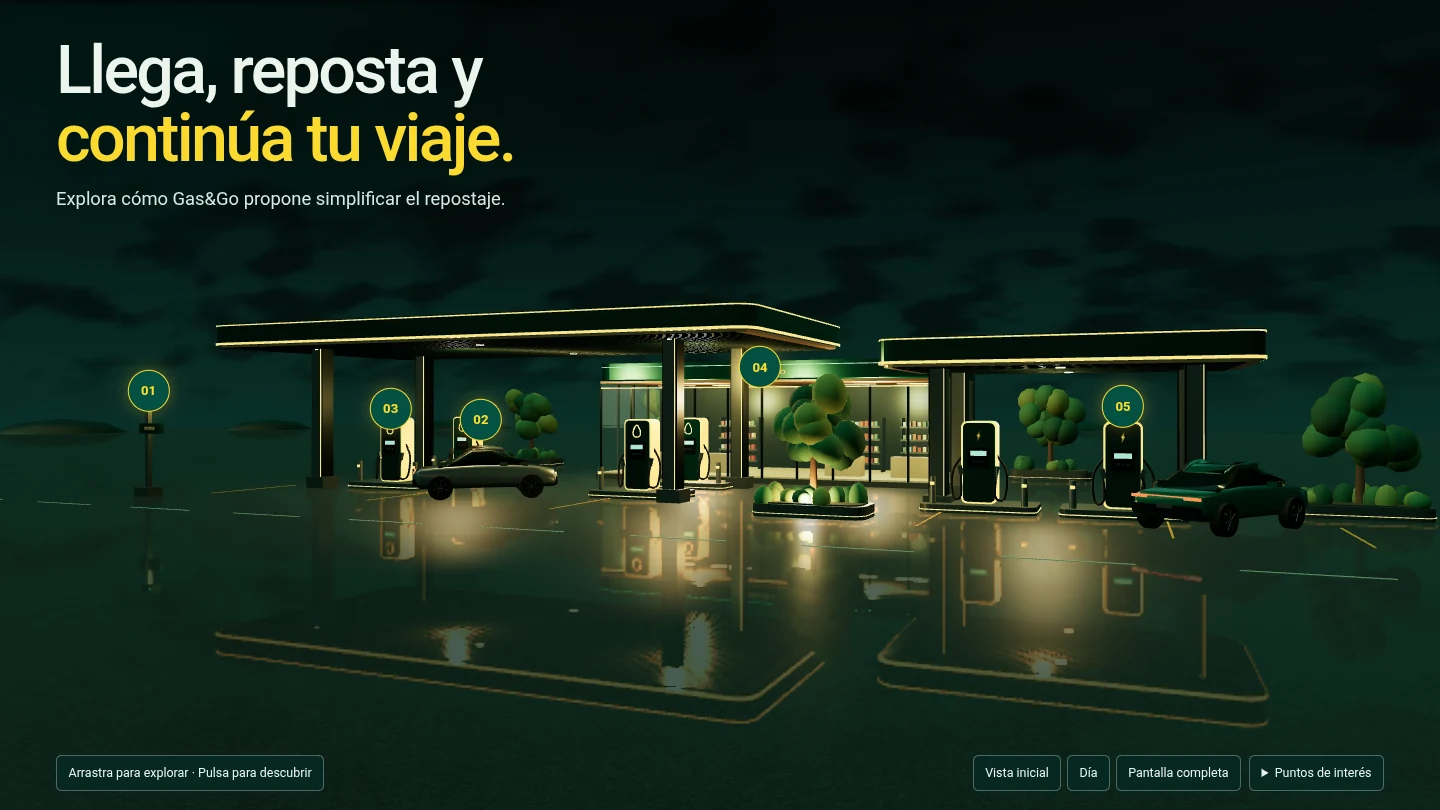 Llega, reposta y
continúa tu viaje.
Explora cómo Gas&Go propone simplificar el repostaje.
01
03
02
04
05
Arrastra para explorar · Pulsa para descubrir
Vista inicial
Día
Pantalla completa
▶ Puntos de interés